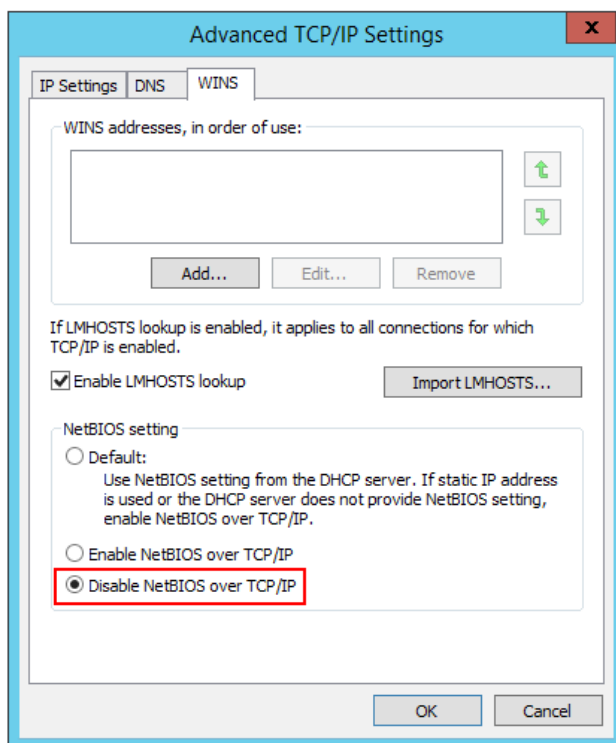 Advanced TCP/IP Settings
x
IP Settings DNS WINS
WINS addresses, in order of use:
Add... Edit... Remove
If LMHOSTS lookup is enabled, it applies to all connections for which
TCP/IP is enabled.
Enable LMHOSTS lookup Import LMHOSTS...
NetBIOS setting
Default:
Use NetBIOS setting from the DHCP server. If static IP address
is used or the DHCP server does not provide NetBIOS setting,
enable NetBIOS over TCP/IP.
Enable NetBIOS over TCP/IP
Disable NetBIOS over TCP/IP
OK Cancel